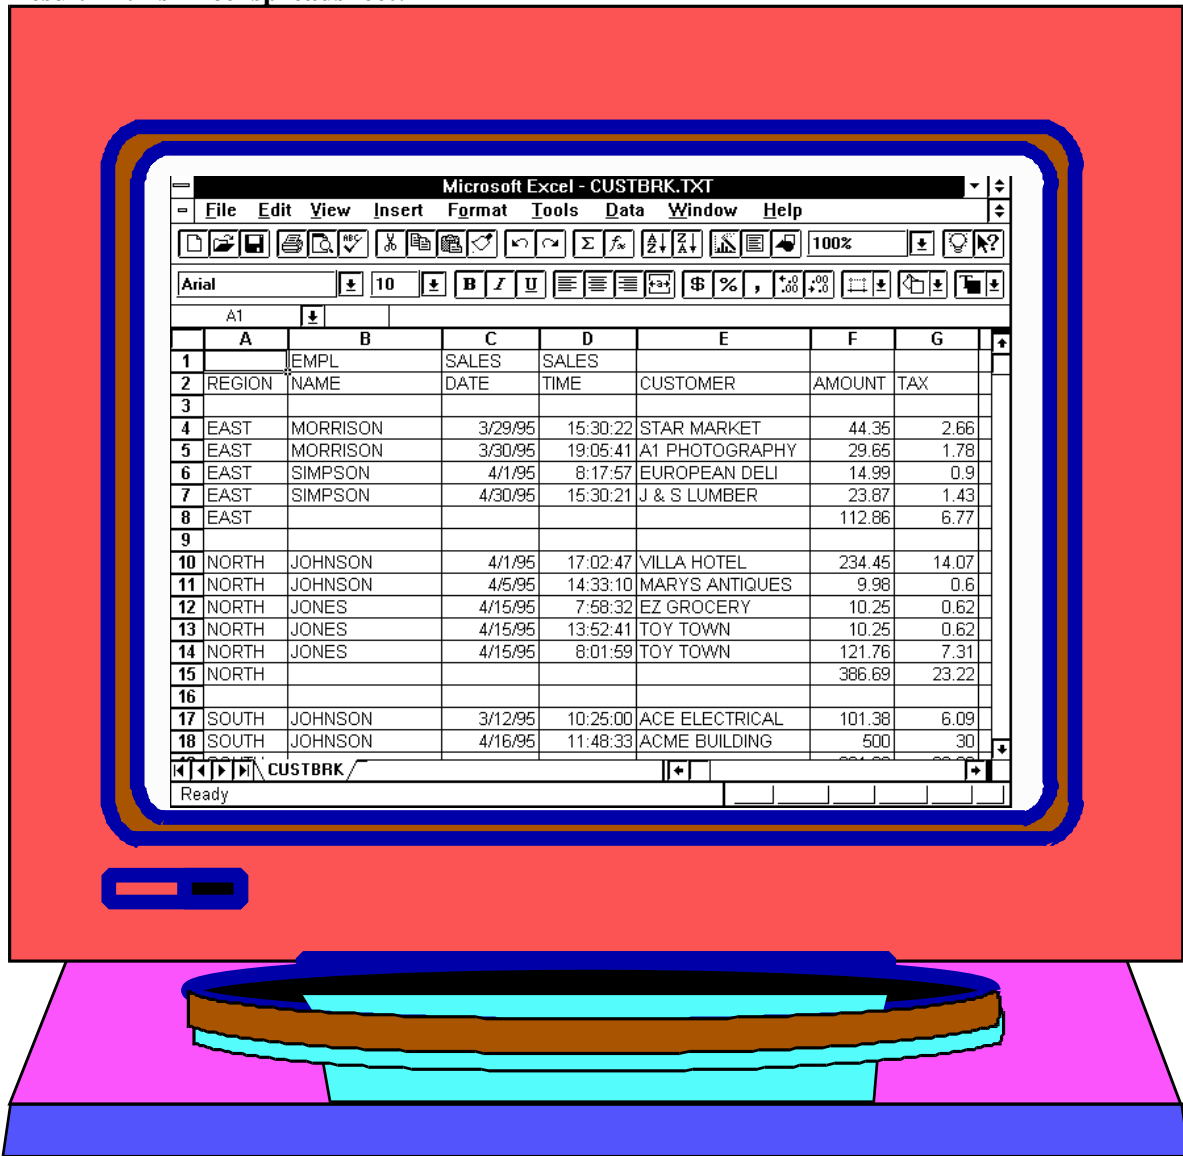 Microsoft Excel - CUSTBRK.TXT
File Edit View Insert Format Tools Data Window Help
100%
Arial 10 B I U $ % ,
A1
A B C D E F G
1 EMPL SALES SALES
2 REGION NAME DATE TIME CUSTOMER AMOUNT TAX
3
4 EAST MORRISON 3/29/95 15:30:22 STAR MARKET 44.35 2.66
5 EAST MORRISON 3/30/95 19:05:41 A1 PHOTOGRAPHY 29.65 1.78
6 EAST SIMPSON 4/1/95 8:17:57 EUROPEAN DELI 14.99 0.9
7 EAST SIMPSON 4/30/95 15:30:21 J & S LUMBER 23.87 1.43
8 EAST 112.86 6.77
9
10 NORTH JOHNSON 4/1/95 17:02:47 VILLA HOTEL 234.45 14.07
11 NORTH JOHNSON 4/5/95 14:33:10 MARYS ANTIQUES 9.98 0.6
12 NORTH JONES 4/15/95 7:58:32 EZ GROCERY 10.25 0.62
13 NORTH JONES 4/15/95 13:52:41 TOY TOWN 10.25 0.62
14 NORTH JONES 4/15/95 8:01:59 TOY TOWN 121.76 7.31
15 NORTH 386.69 23.22
16
17 SOUTH JOHNSON 3/12/95 10:25:00 ACE ELECTRICAL 101.38 6.09
18 SOUTH JOHNSON 4/16/95 11:48:33 ACME BUILDING 500 30
CUSTBRK
Ready